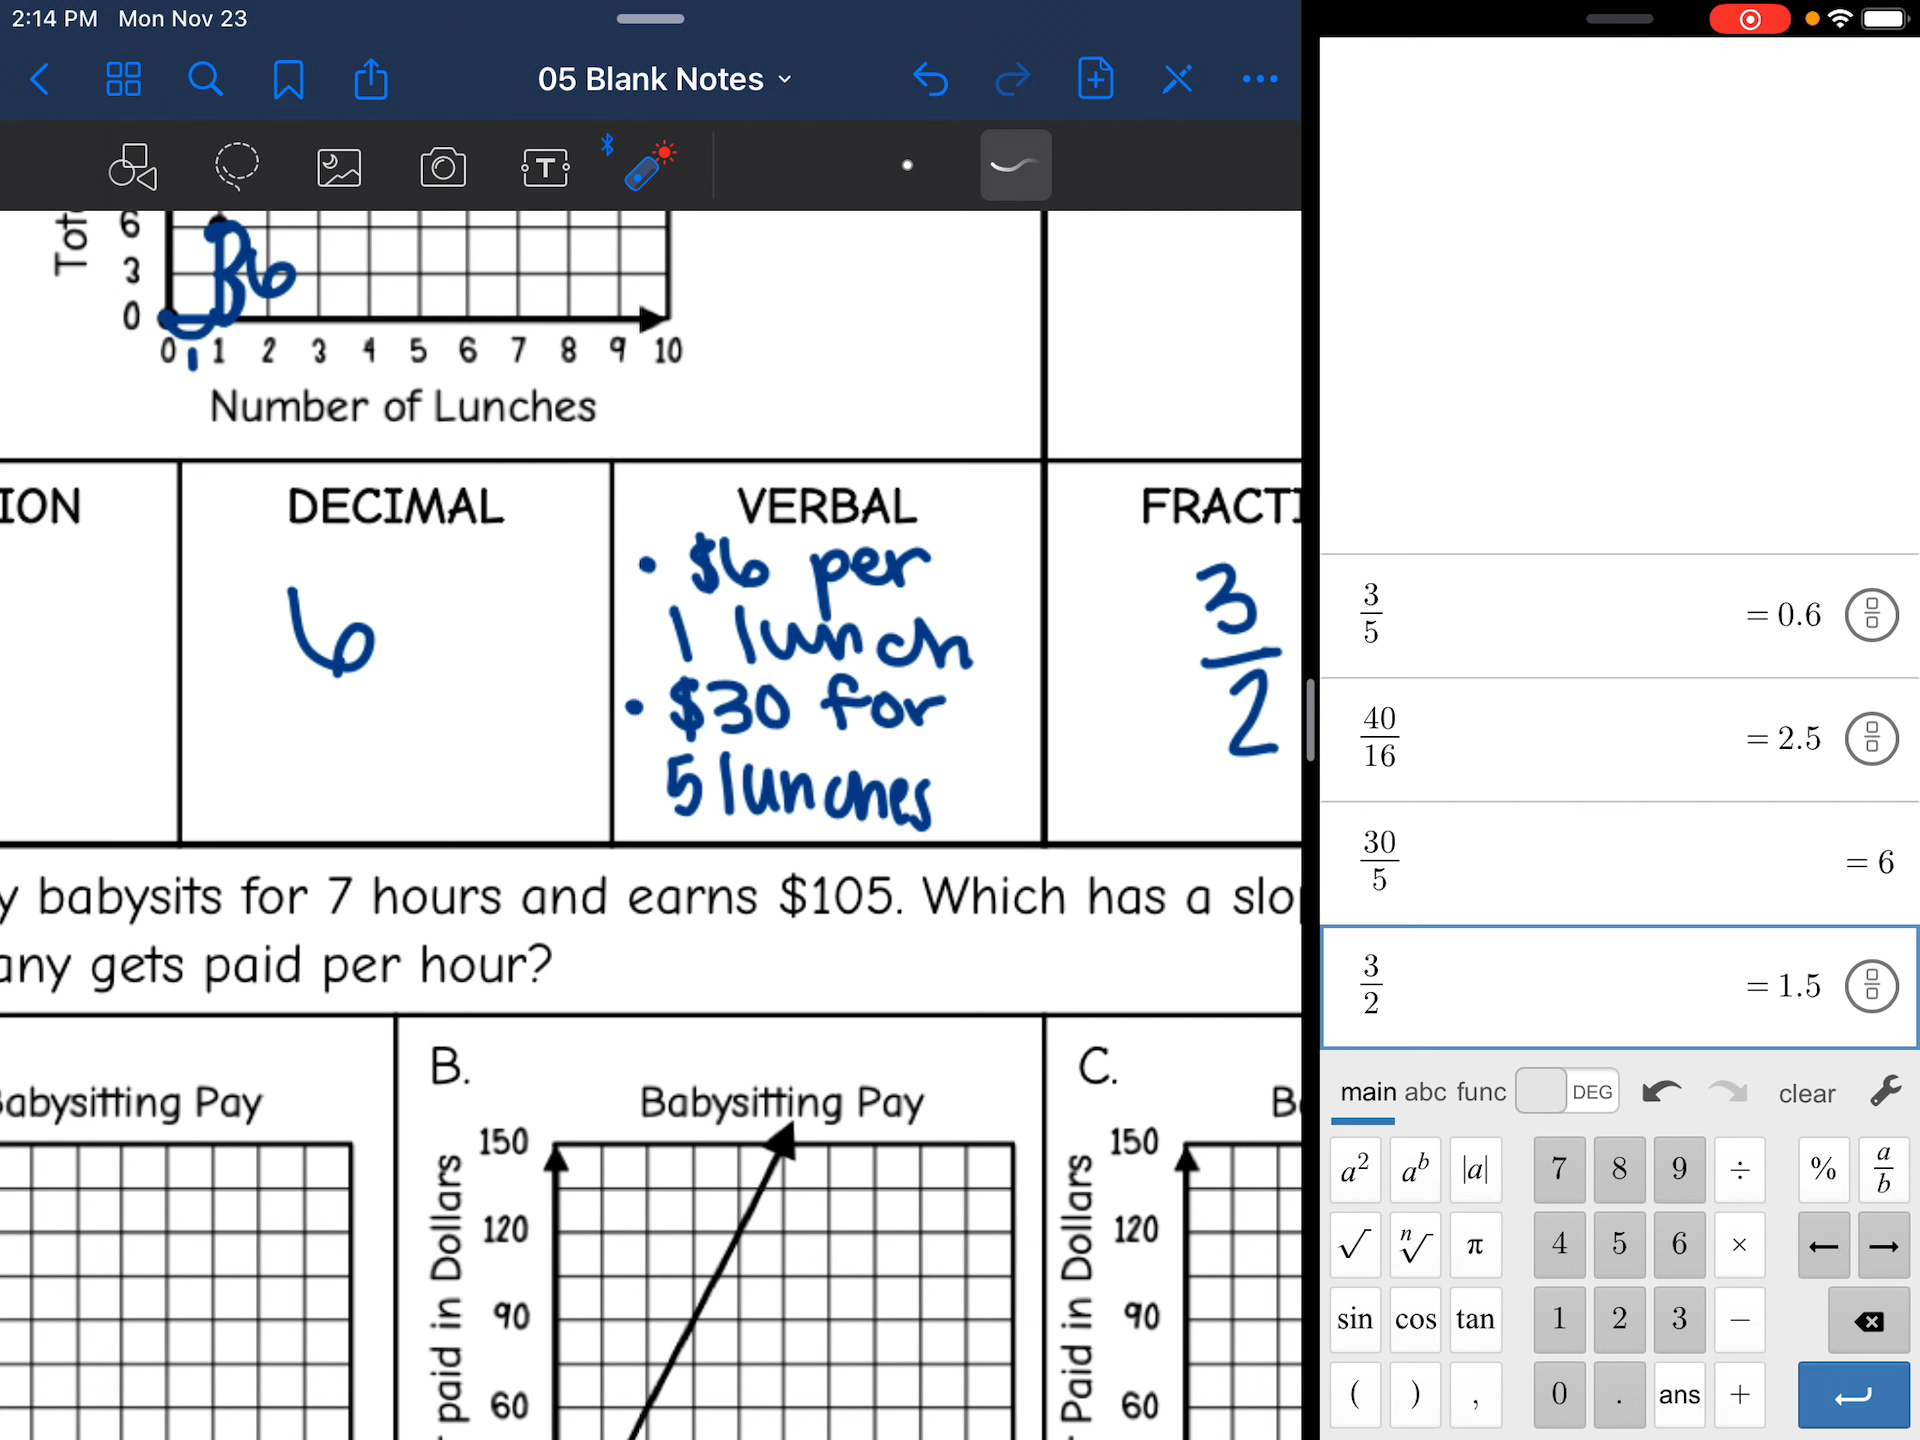 2:14 PM Mon Nov 23
05 Blank Notes
T
6
3
0
B6
1
0 1 2 3 4 5 6 7 8 9 10
Number of Lunches
DECIMAL
6
VERBAL
• $6 per
1 lunch
• $30 for
5 lunches
3
2
babysits for 7 hours and earns $105. Which has a slo
any gets paid per hour?
abysitting Pay
B.
Babysitting Pay
paid in Dollars
150
120
90
60
C.
Paid in Dollars
150
120
90
60
3/5 = 0.6
40/16 = 2.5
30/5 = 6
3/2 = 1.5
main abc func DEG clear
a² aᵇ |a| 7 8 9 ÷ % a/b
√ ⁿ√ π 4 5 6 × ← →
sin cos tan 1 2 3 −
( ) , 0 . ans +